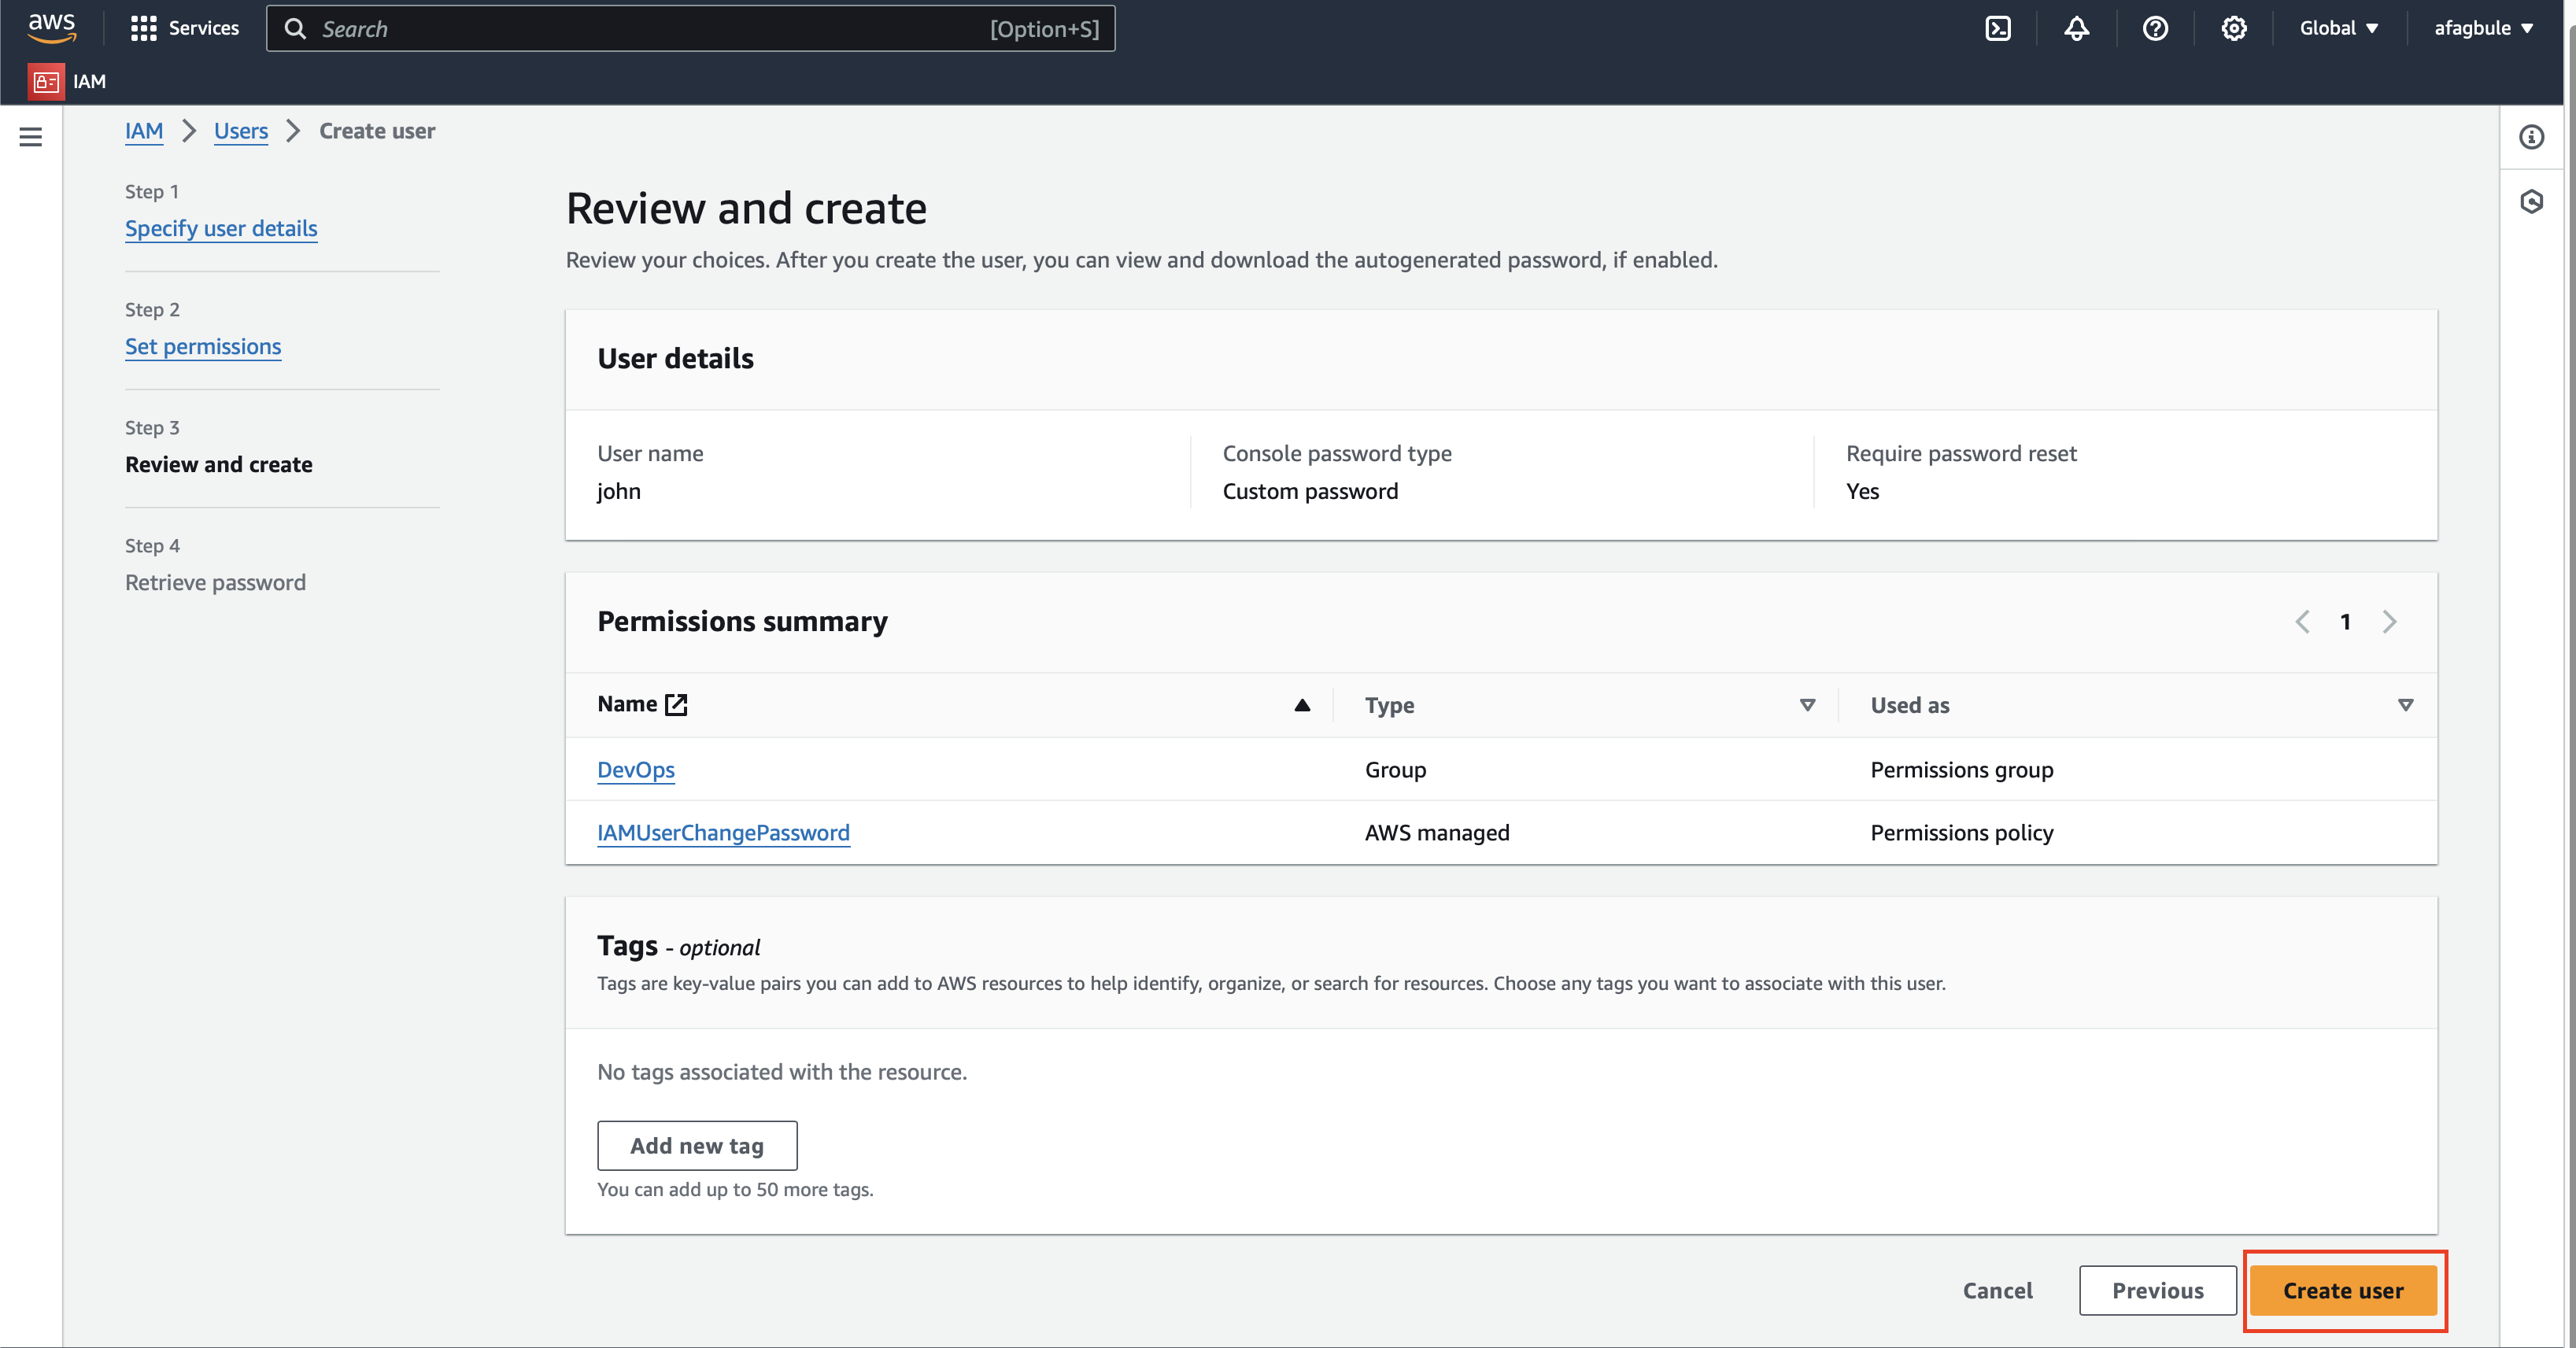 aws
Services
Search
[Option+S]
Global
afagbule
IAM
IAM
Users
Create user
Step 1
Specify user details
Step 2
Set permissions
Step 3
Review and create
Step 4
Retrieve password
Review and create
Review your choices. After you create the user, you can view and download the autogenerated password, if enabled.
User details
User name
john
Console password type
Custom password
Require password reset
Yes
Permissions summary
1
Name
Type
Used as
DevOps
Group
Permissions group
IAMUserChangePassword
AWS managed
Permissions policy
Tags - optional
Tags are key-value pairs you can add to AWS resources to help identify, organize, or search for resources. Choose any tags you want to associate with this user.
No tags associated with the resource.
Add new tag
You can add up to 50 more tags.
Cancel
Previous
Create user